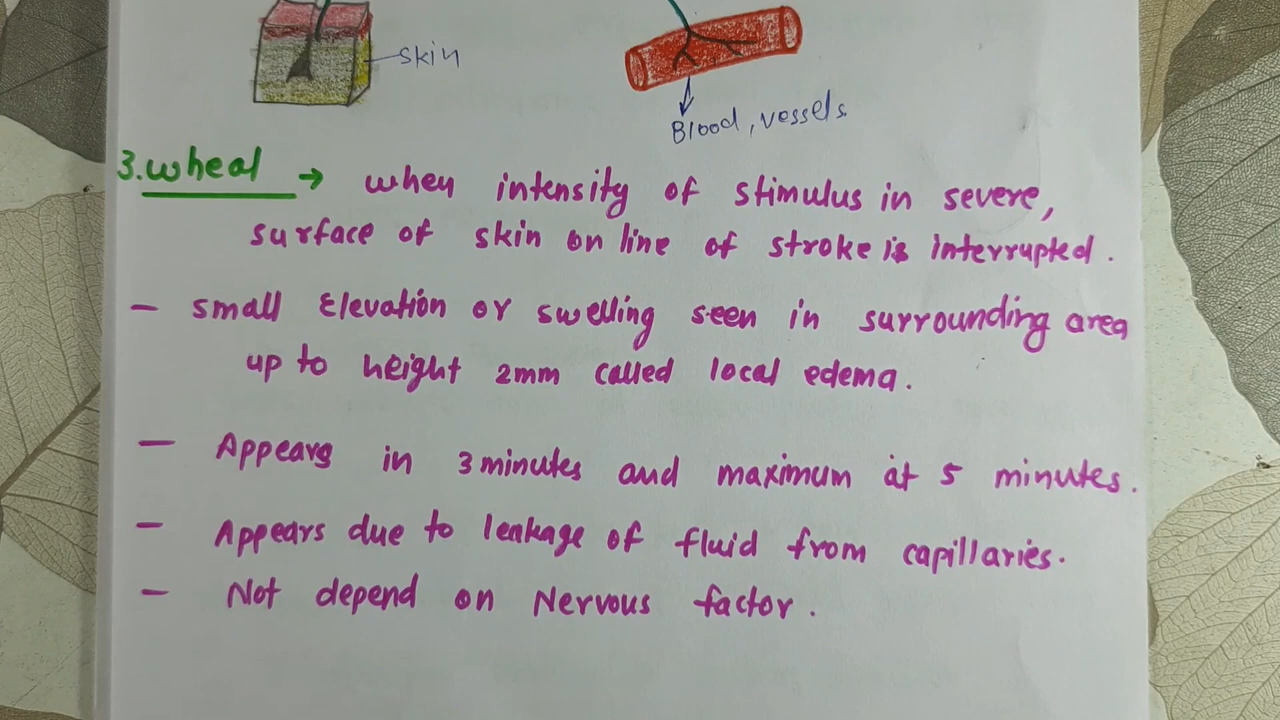 skin
Blood, vessels.
3. wheal → when intensity of stimulus in severe,
surface of skin on line of stroke is interrupted.
- small Elevation or swelling seen in surrounding area
up to height 2mm called local edema.
- Appears in 3 minutes and maximum at 5 minutes.
- Appears due to leakage of fluid from capillaries.
- Not depend on Nervous factor.